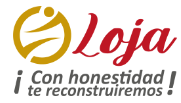 Loja
¡ Con honestidad
te reconstruiremos !